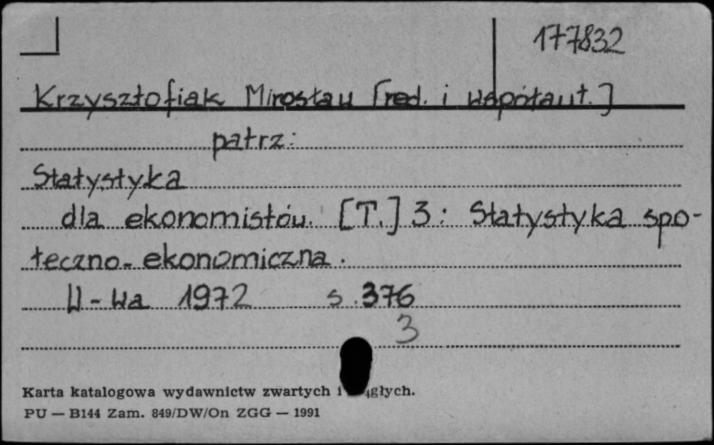 177832
Krzysztofiak Mirosław [red. i współaut.]
patrz:
Statystyka
dla ekonomistów. [T.] 3: Statystyka spo-
łeczno-ekonomiczna.
W-wa 1972 s. 376
3
Karta katalogowa wydawnictw zwartych i
PU — B144 Zam. 849/DW/On ZGG — 1991